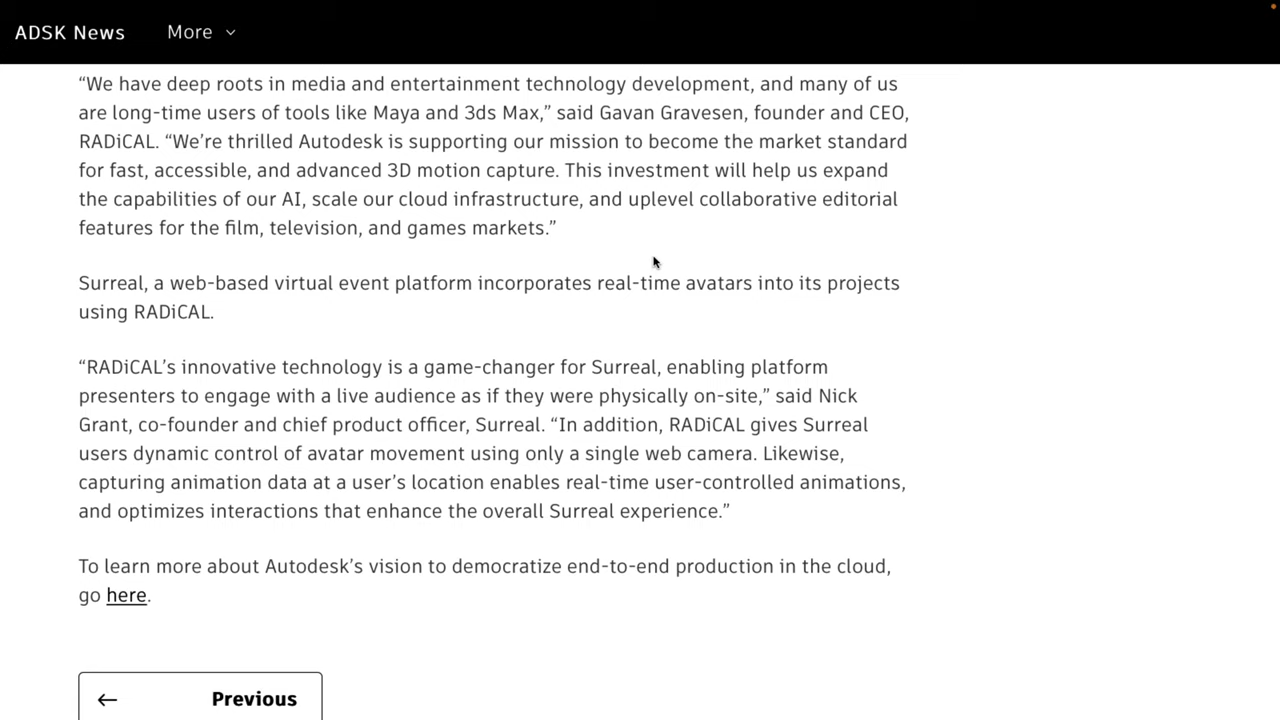 ADSK News More
“We have deep roots in media and entertainment technology development, and many of us
are long-time users of tools like Maya and 3ds Max,” said Gavan Gravesen, founder and CEO,
RADiCAL. “We’re thrilled Autodesk is supporting our mission to become the market standard
for fast, accessible, and advanced 3D motion capture. This investment will help us expand
the capabilities of our AI, scale our cloud infrastructure, and uplevel collaborative editorial
features for the film, television, and games markets.”
Surreal, a web-based virtual event platform incorporates real-time avatars into its projects
using RADiCAL.
“RADiCAL’s innovative technology is a game-changer for Surreal, enabling platform
presenters to engage with a live audience as if they were physically on-site,” said Nick
Grant, co-founder and chief product officer, Surreal. “In addition, RADiCAL gives Surreal
users dynamic control of avatar movement using only a single web camera. Likewise,
capturing animation data at a user’s location enables real-time user-controlled animations,
and optimizes interactions that enhance the overall Surreal experience.”
To learn more about Autodesk’s vision to democratize end-to-end production in the cloud,
go here.
Previous